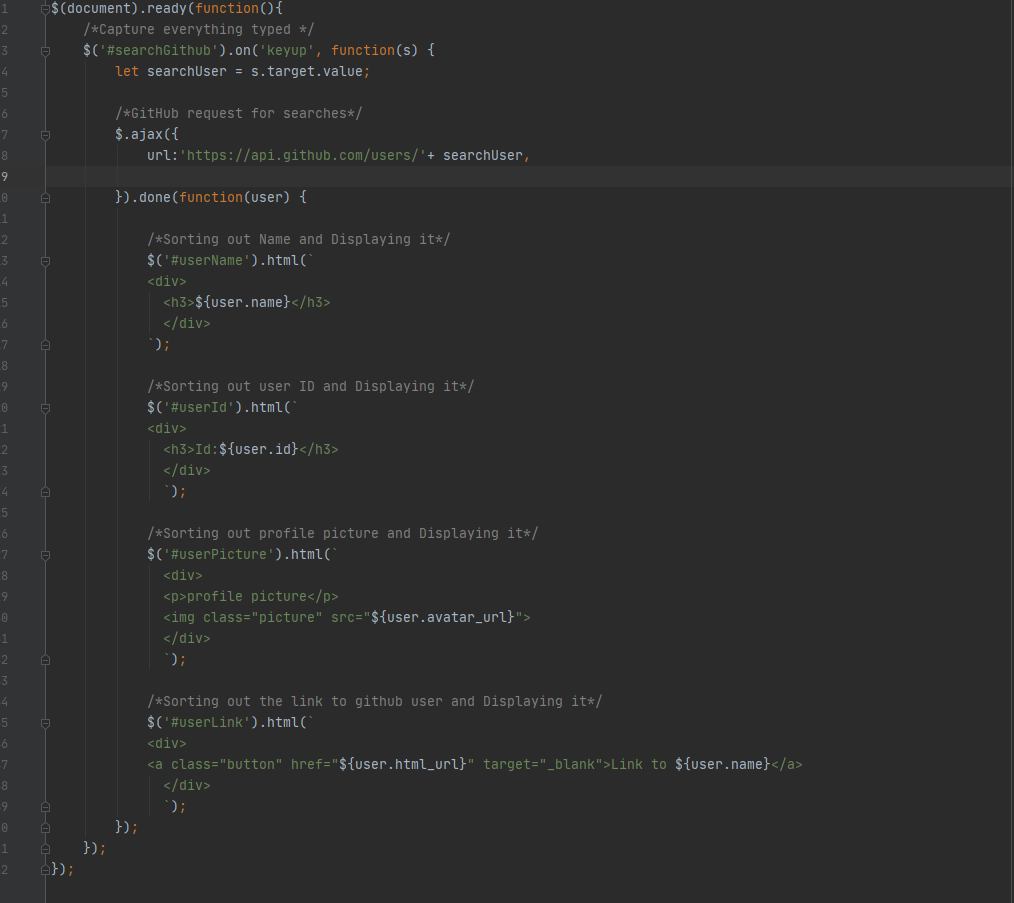 1 $(document).ready(function(){
2 /*Capture everything typed */
3 $('#searchGithub').on('keyup', function(s) {
4 let searchUser = s.target.value;
5
6 /*GitHub request for searches*/
7 $.ajax({
8 url:'https://api.github.com/users/'+ searchUser,
9
0 }).done(function(user) {
1
2 /*Sorting out Name and Displaying it*/
3 $('#userName').html(`
4 <div>
5 <h3>${user.name}</h3>
6 </div>
7 `);
8
9 /*Sorting out user ID and Displaying it*/
0 $('#userId').html(`
1 <div>
2 <h3>Id:${user.id}</h3>
3 </div>
4 `);
5
6 /*Sorting out profile picture and Displaying it*/
7 $('#userPicture').html(`
8 <div>
9 <p>profile picture</p>
0 <img class="picture" src="${user.avatar_url}">
1 </div>
2 `);
3
4 /*Sorting out the link to github user and Displaying it*/
5 $('#userLink').html(`
6 <div>
7 <a class="button" href="${user.html_url}" target="_blank">Link to ${user.name}</a>
8 </div>
9 `);
0 });
1 });
2 });